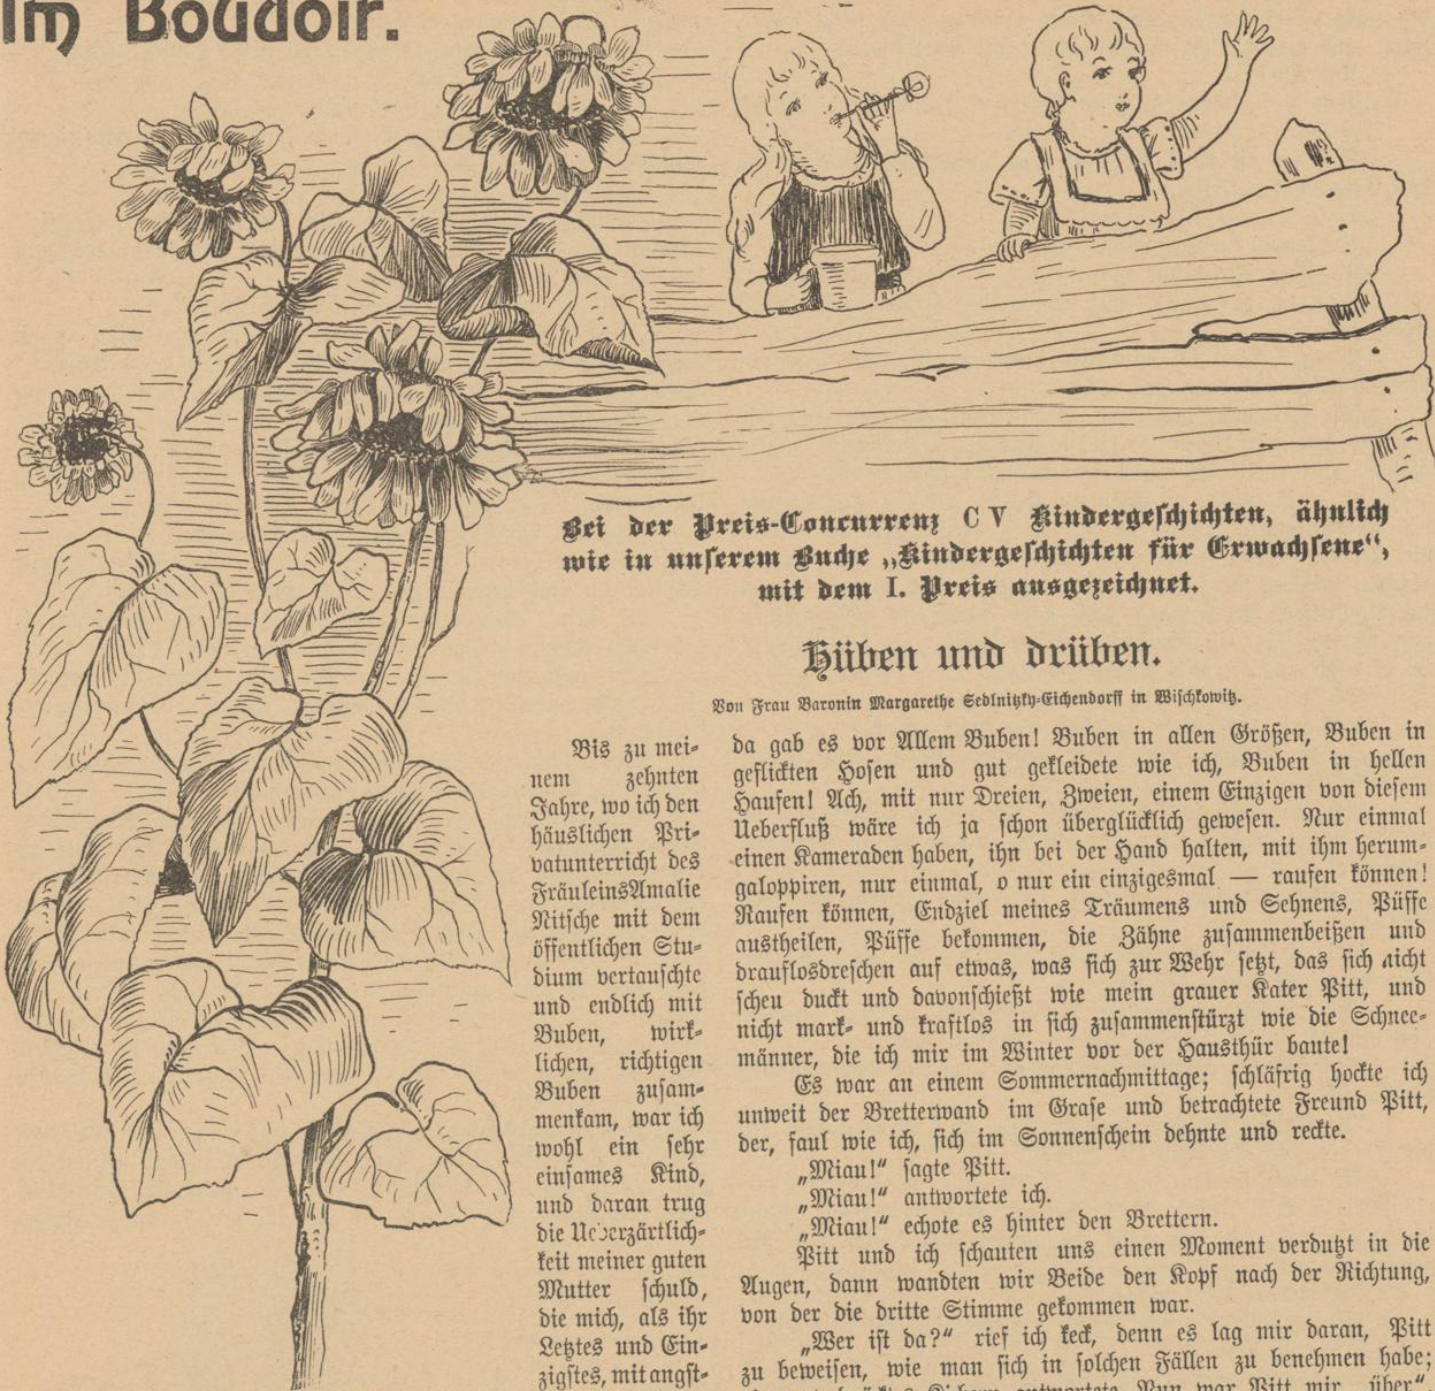 Im Boudoir.
Bei der Preis-Concurrenz CV Kindergeschichten, ähnlich
wie in unserem Buche „Kindergeschichten für Erwachsene“,
mit dem I. Preis ausgezeichnet.
Hüben und drüben.
Von Frau Baronin Margarethe Sedlnitzky-Eichendorff in Wischkowitz.
Bis zu mei-
nem zehnten
Jahre, wo ich den
häuslichen Pri-
vatunterricht des
Fräuleins Amalie
Nitsche mit dem
öffentlichen Stu-
dium vertauschte
und endlich mit
Buben, wirk-
lichen, richtigen
Buben zusam-
menkam, war ich
wohl ein sehr
einsames Kind,
und daran trug
die Ueberzärtlich-
keit meiner guten
Mutter schuld,
die mich, als ihr
Letztes und Ein-
zigstes, mit angst-
da gab es vor Allem Buben! Buben in allen Größen, Buben in
geflickten Hosen und gut gekleidete wie ich, Buben in hellen
Haufen! Ach, mit nur Dreien, Zweien, einem Einzigen von diesem
Ueberfluß wäre ich ja schon überglücklich gewesen. Nur einmal
einen Kameraden haben, ihn bei der Hand halten, mit ihm herum-
galoppiren, nur einmal, o nur ein einzigesmal — raufen können!
Raufen können, Endziel meines Träumens und Sehnens, Püffe
austheilen, Püffe bekommen, die Zähne zusammenbeißen und
drauflosdreschen auf etwas, was sich zur Wehr setzt, das sich nicht
scheu duckt und davonschießt wie mein grauer Kater Pitt, und
nicht mark- und kraftlos in sich zusammenstürzt wie die Schnee-
männer, die ich mir im Winter vor der Hausthür baute!
Es war an einem Sommernachmittage; schläfrig hockte ich
unweit der Bretterwand im Grase und betrachtete Freund Pitt,
der, faul wie ich, sich im Sonnenschein dehnte und reckte.
„Miau!“ sagte Pitt.
„Miau!“ antwortete ich.
„Miau!“ echote es hinter den Brettern.
Pitt und ich schauten uns einen Moment verdutzt in die
Augen, dann wandten wir Beide den Kopf nach der Richtung,
von der die dritte Stimme gekommen war.
„Wer ist da?“ rief ich keck, denn es lag mir daran, Pitt
zu beweisen, wie man sich in solchen Fällen zu benehmen habe;
antwortete. Nun war Pitt mir „über“,